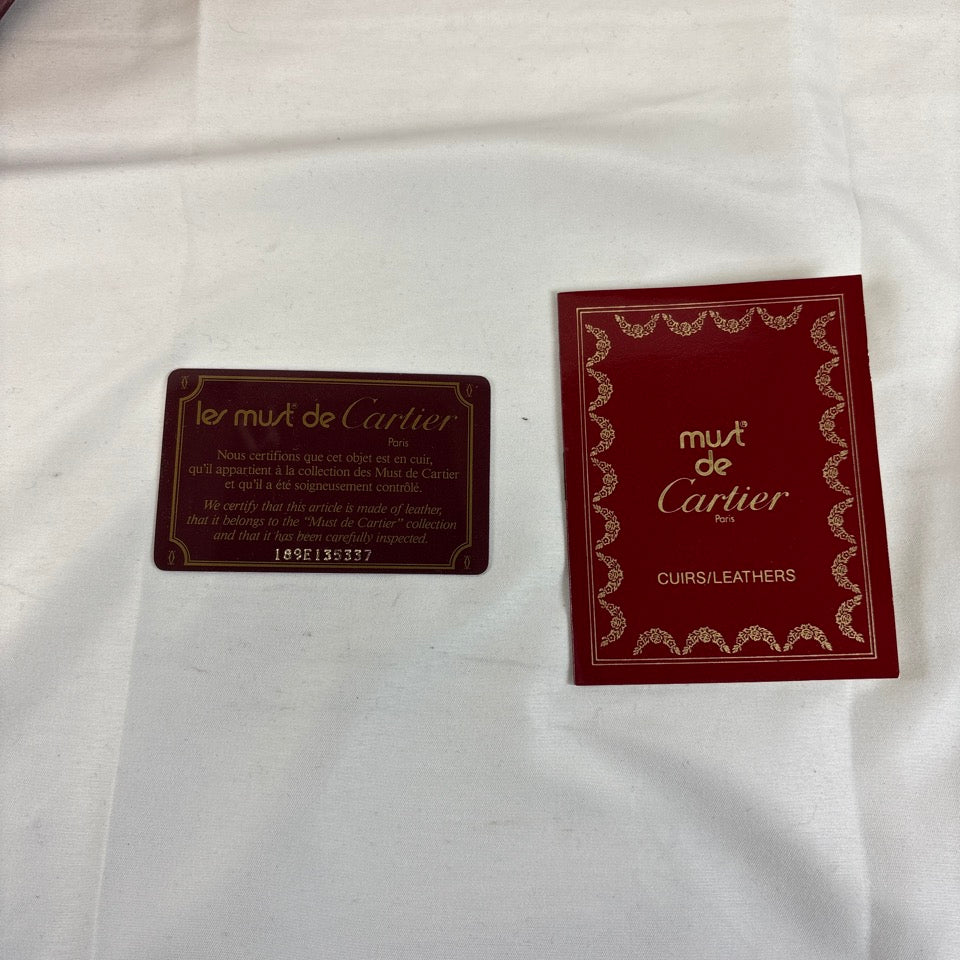 les must de Cartier
Paris
Nous certifions que cet objet est en cuir,
qu'il appartient à la collection des Must de Cartier
et qu'il a été soigneusement contrôlé.
We certify that this article is made of leather,
that it belongs to the "Must de Cartier" collection
and that it has been carefully inspected.
189E135337
must®
de
Cartier
Paris
CUIRS/LEATHERS